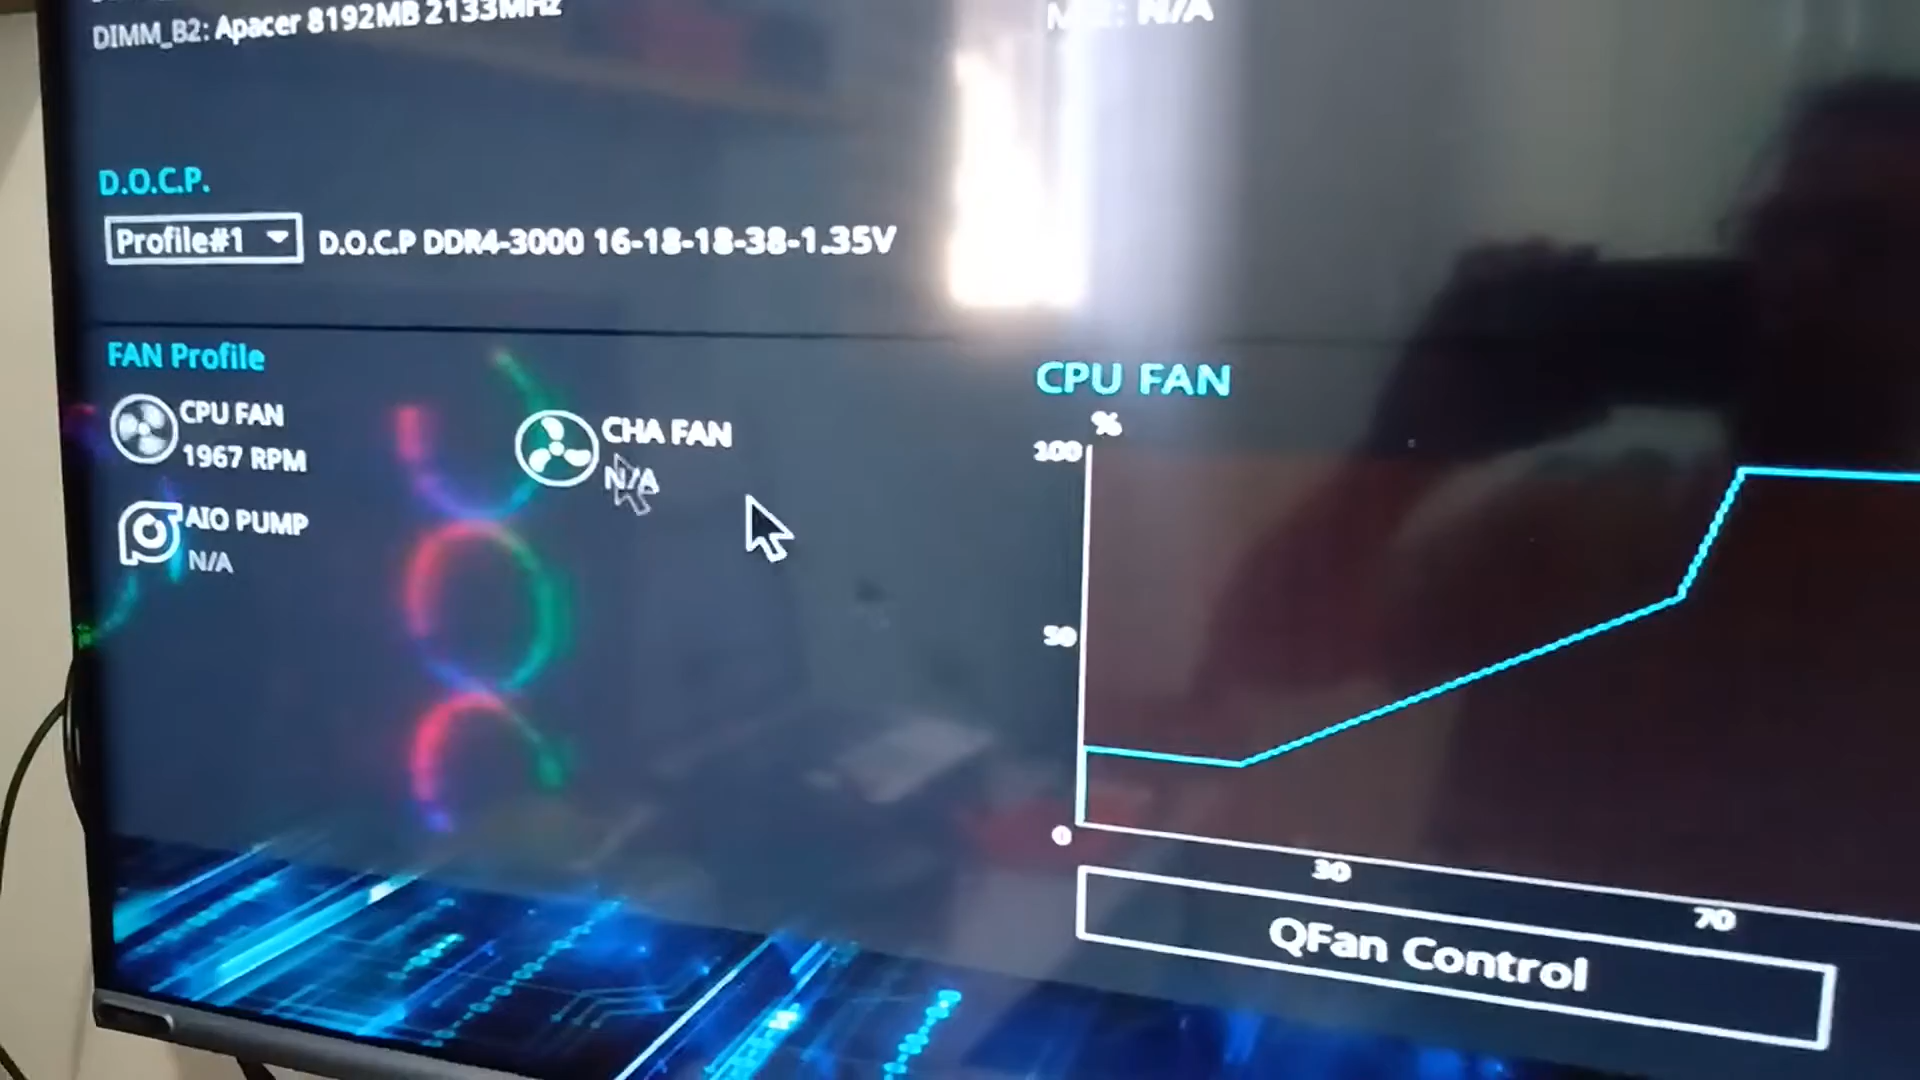 DIMM_B2: Apacer 8192MB 2133MHz
N/A
D.O.C.P.
Profile#1
D.O.C.P DDR4-3000 16-18-18-38-1.35V
FAN Profile
CPU FAN
1967 RPM
CHA FAN
N/A
AIO PUMP
N/A
CPU FAN
%
100
50
0
30
70
QFan Control